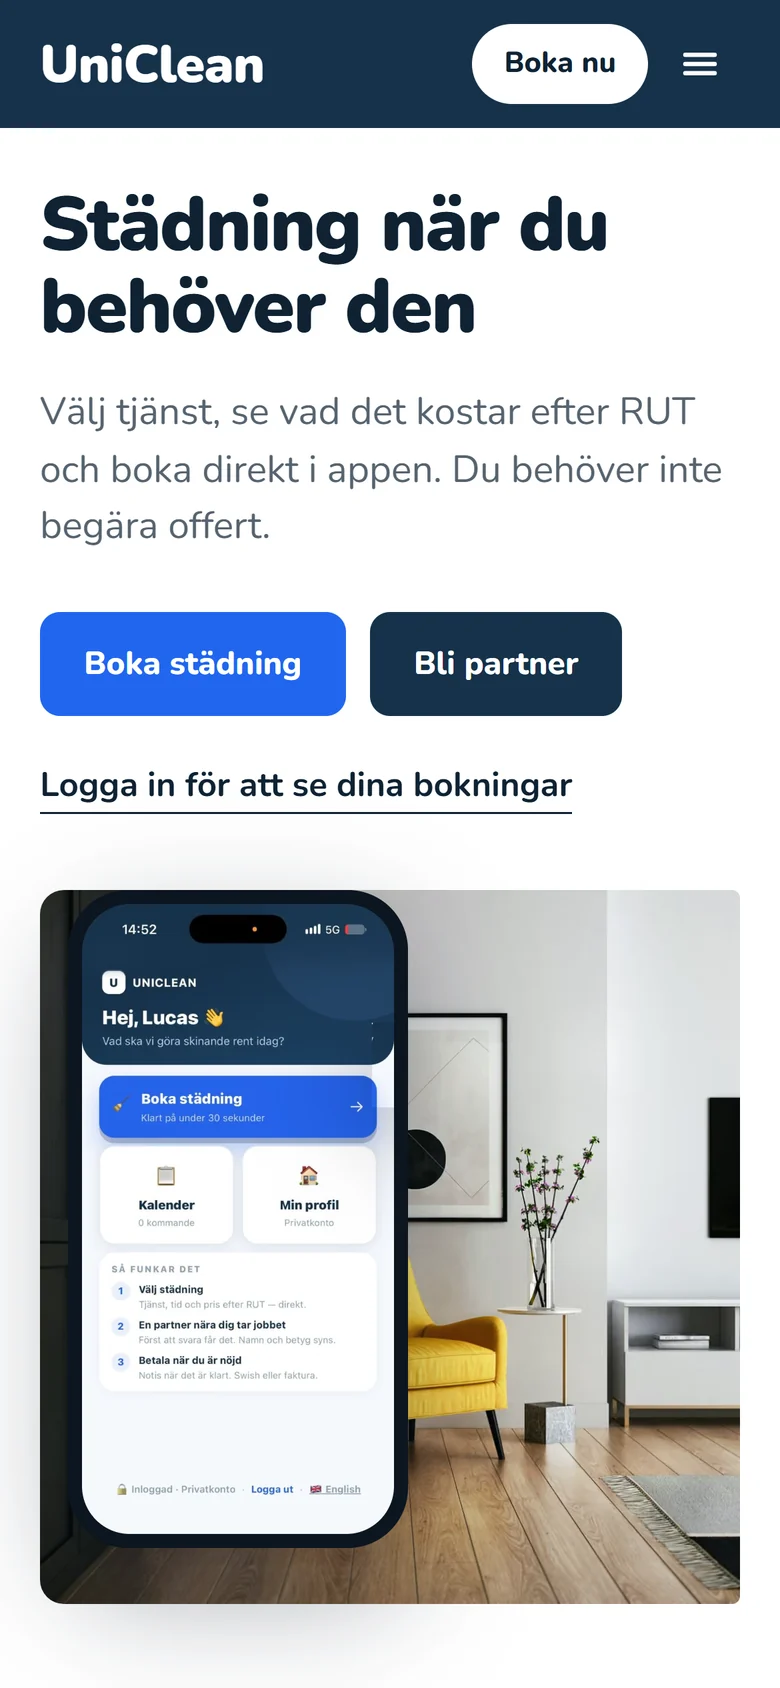 UniClean
Boka nu
Städning när du
behöver den
Välj tjänst, se vad det kostar efter RUT
och boka direkt i appen. Du behöver inte
begära offert.
Boka städning
Bli partner
Logga in för att se dina bokningar
14:52
5G
U UNICLEAN
Hej, Lucas 👋
Vad ska vi göra skinande rent idag?
Boka städning
Klart på under 30 sekunder
Kalender
0 kommande
Min profil
Privatkonto
SÅ FUNKAR DET
1 Välj städning
Tjänst, tid och pris efter RUT — direkt.
2 En partner nära dig tar jobbet
Först att svara får det. Namn och betyg syns.
3 Betala när du är nöjd
Notis när det är klart. Swish eller faktura.
🔒 Inloggad · Privatkonto · Logga ut · 🇬🇧 English